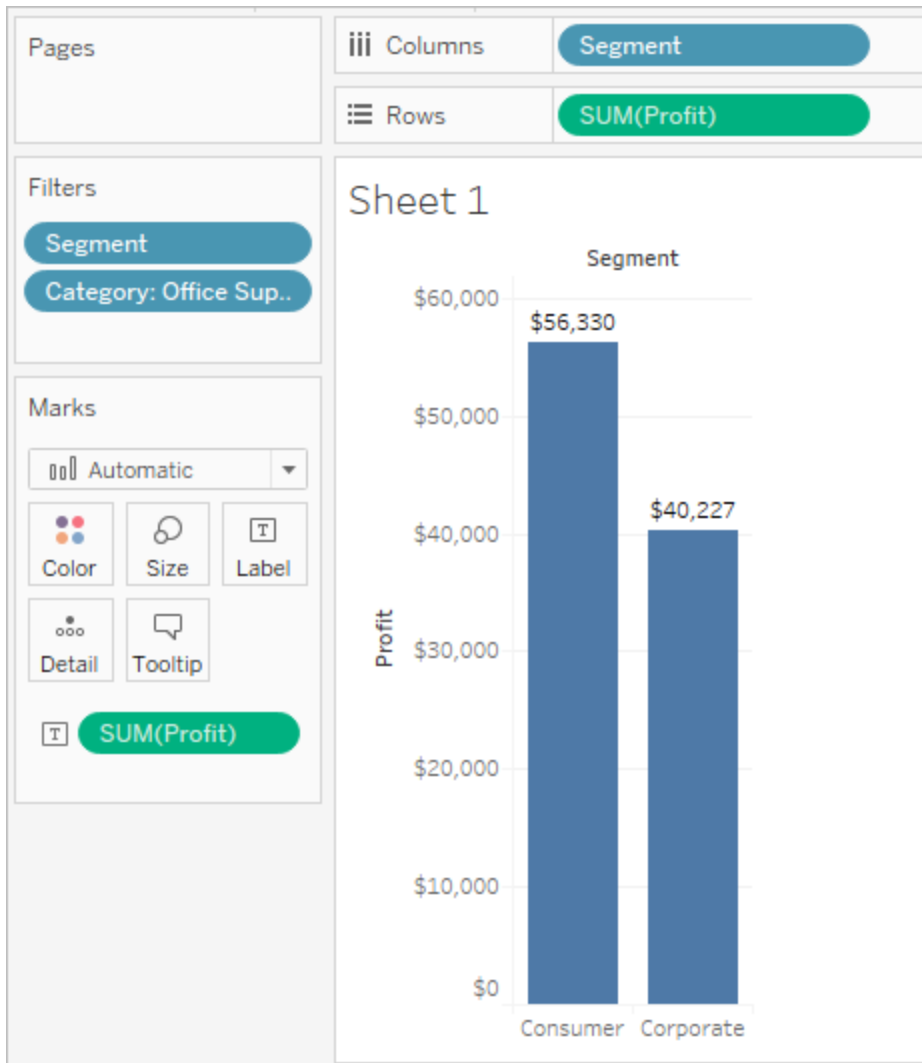 Pages
Columns
Segment
Rows
SUM(Profit)
Filters
Segment
Category: Office Sup..
Marks
Automatic
Color
Size
T
Label
Detail
Tooltip
T
SUM(Profit)
Sheet 1
Segment
$60,000
$56,330
$50,000
$40,227
$40,000
Profit
$30,000
$20,000
$10,000
$0
Consumer Corporate